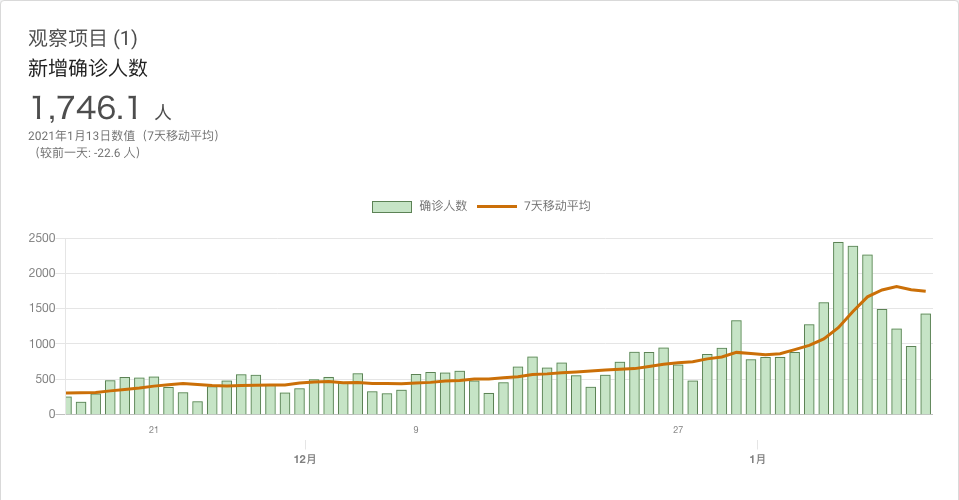 观察项目 (1)
新增确诊人数
1,746.1 人
2021年1月13日数值（7天移动平均）
（较前一天: -22.6 人）
确诊人数 7天移动平均
2500
2000
1500
1000
500
0
21 9 27
12月 1月